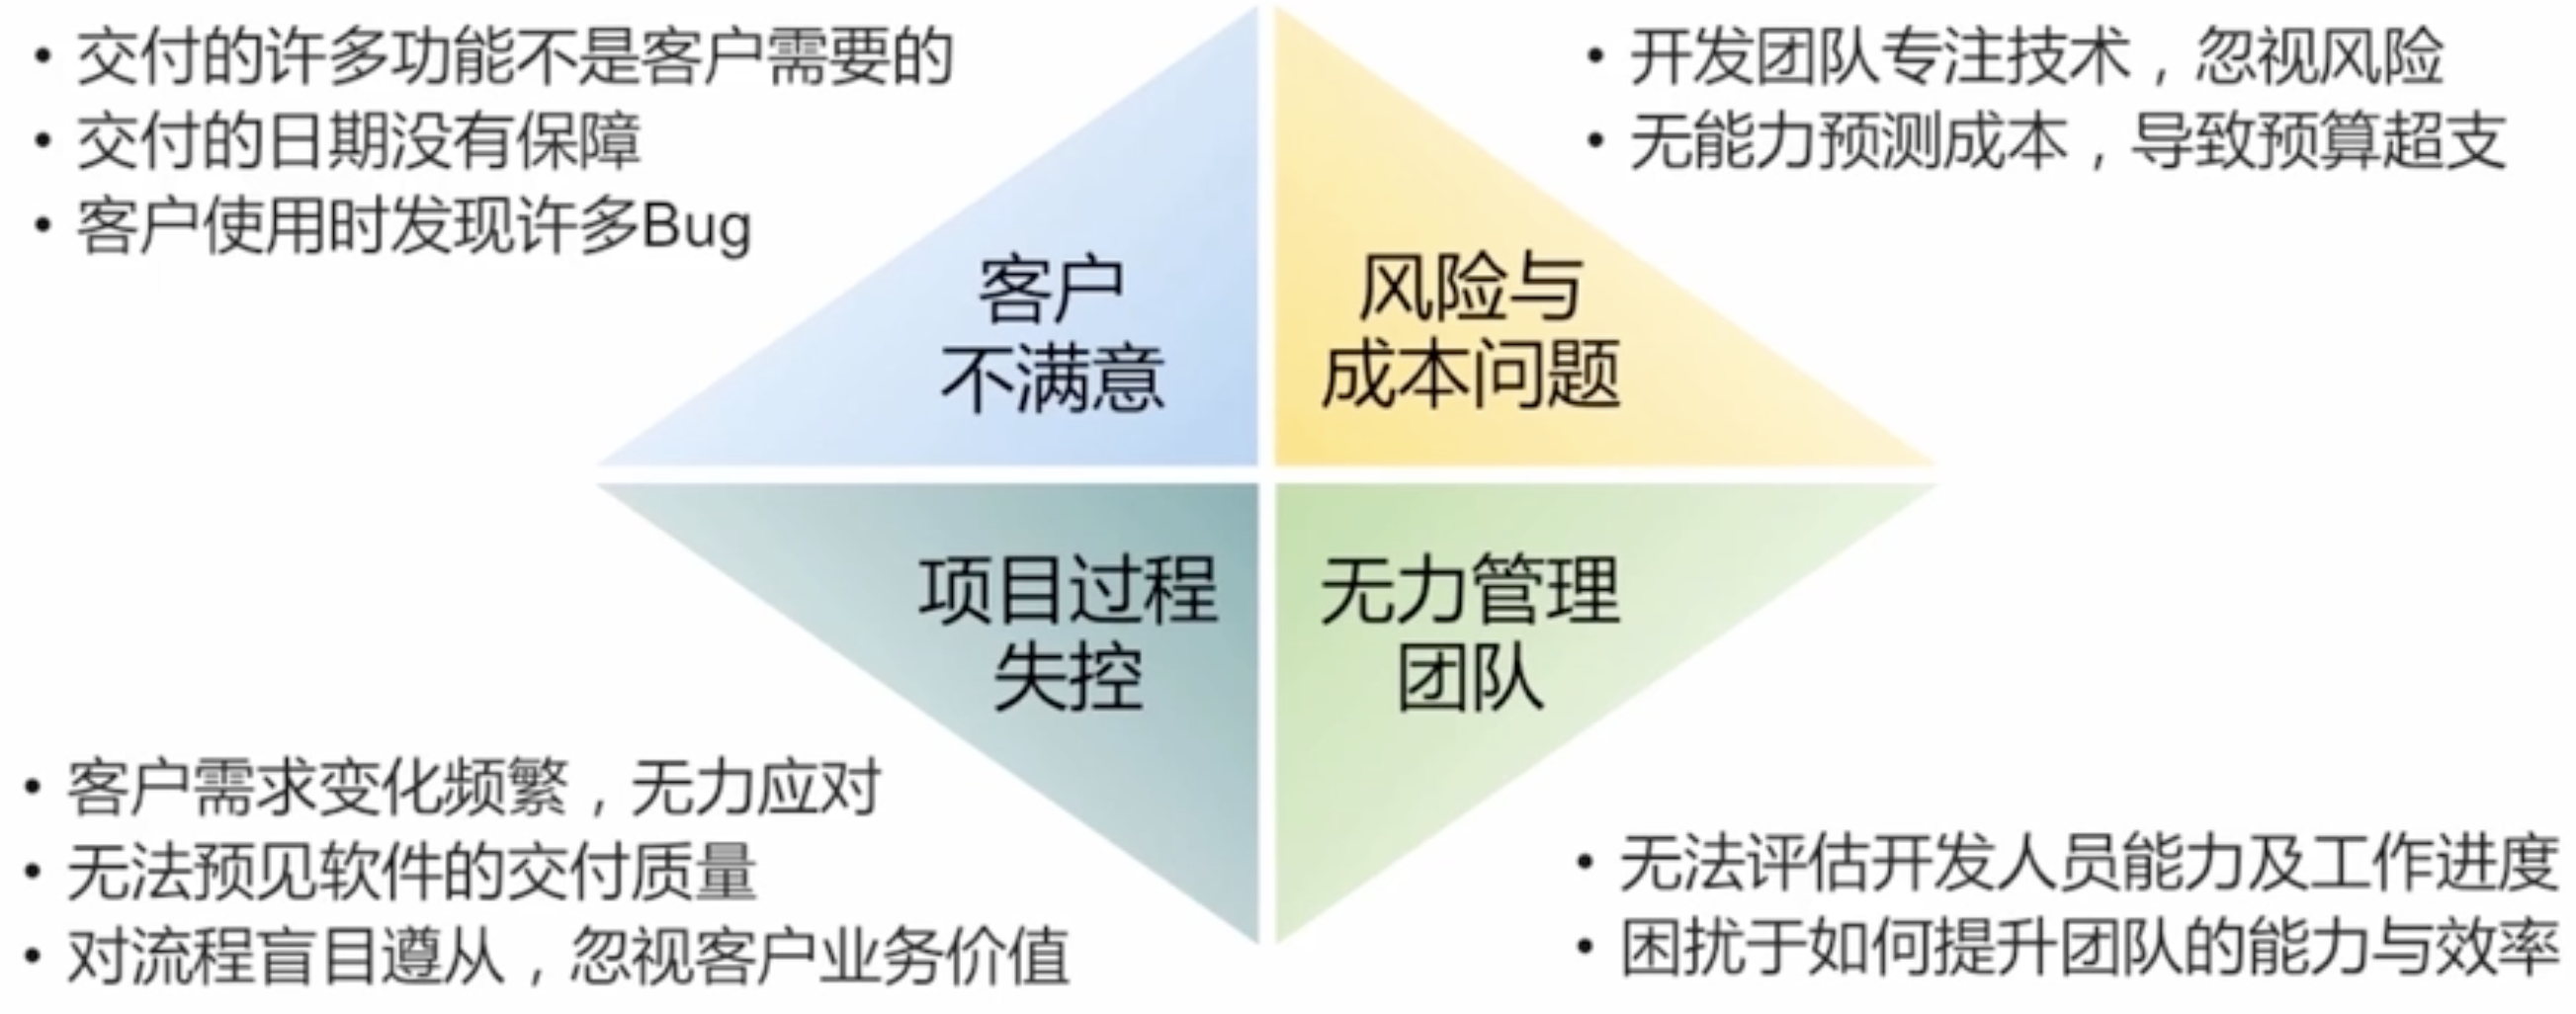 • 交付的许多功能不是客户需要的
• 交付的日期没有保障
• 客户使用时发现许多Bug
• 开发团队专注技术，忽视风险
• 无能力预测成本，导致预算超支
客户
不满意
风险与
成本问题
项目过程
失控
无力管理
团队
• 客户需求变化频繁，无力应对
• 无法预见软件的交付质量
• 对流程盲目遵从，忽视客户业务价值
• 无法评估开发人员能力及工作进度
• 困扰于如何提升团队的能力与效率